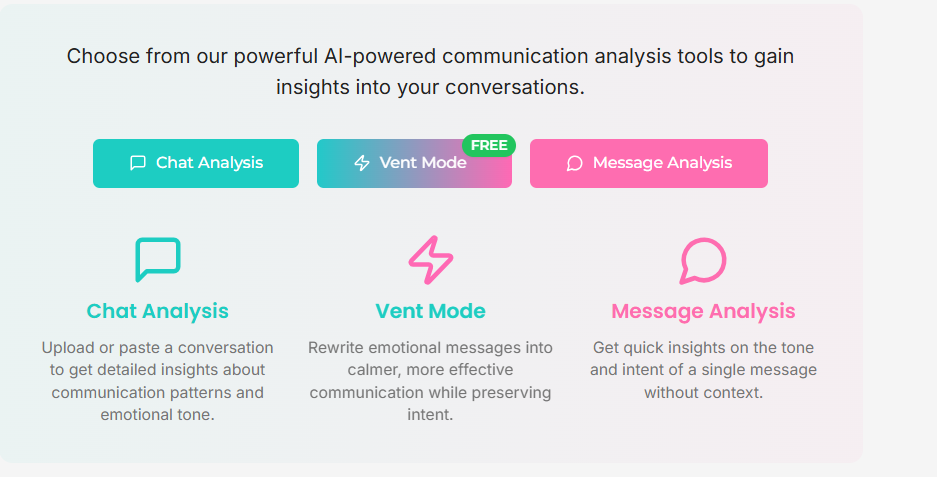 Choose from our powerful AI-powered communication analysis tools to gain
insights into your conversations.
Chat Analysis
Vent Mode
FREE
Message Analysis
Chat Analysis
Upload or paste a conversation
to get detailed insights about
communication patterns and
emotional tone.
Vent Mode
Rewrite emotional messages into
calmer, more effective
communication while preserving
intent.
Message Analysis
Get quick insights on the tone
and intent of a single message
without context.